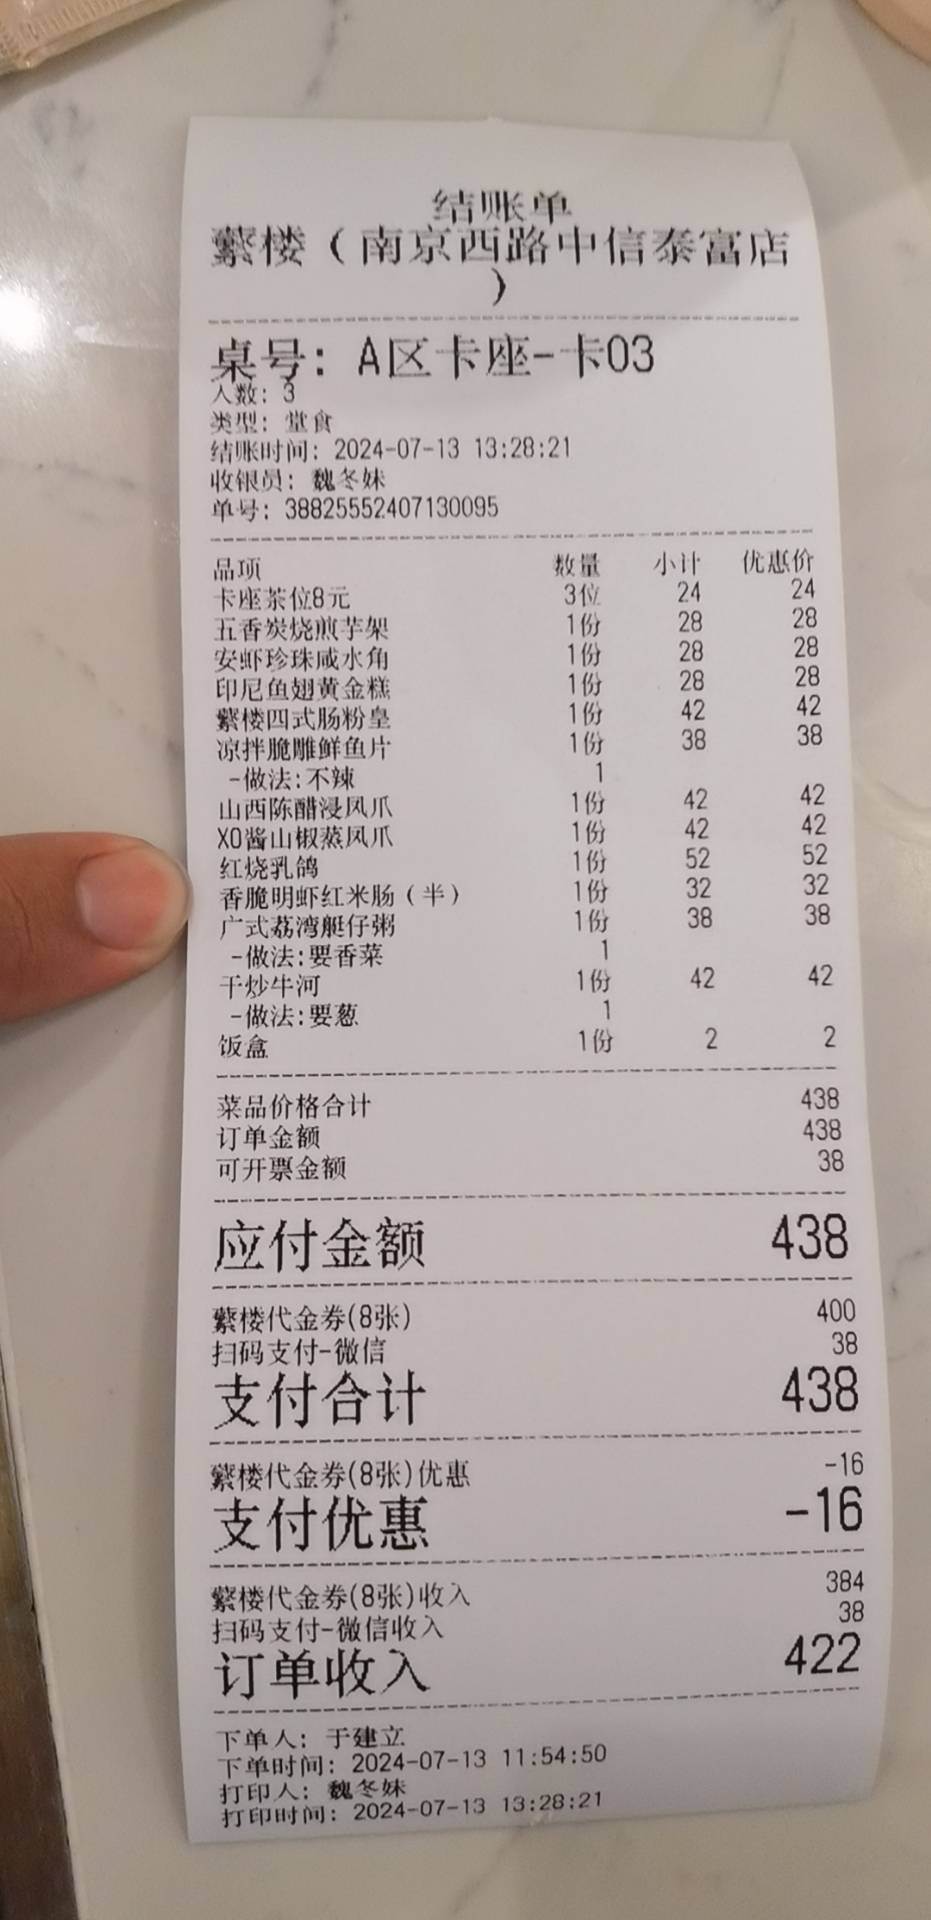 结账单
蘩楼（南京西路中信泰富店
）
桌号: A区卡座-卡03
人数: 3
类型: 堂食
结账时间: 2024-07-13 13:28:21
收银员: 魏冬妹
单号: 38825552407130095
品项 数量 小计 优惠价
卡座茶位8元 3位 24 24
五香炭烧煎芋架 1份 28 28
安虾珍珠咸水角 1份 28 28
印尼鱼翅黄金糕 1份 28 28
蘩楼四式肠粉皇 1份 42 42
凉拌脆雕鲜鱼片 1份 38 38
-做法:不辣 1
山西陈醋浸凤爪 1份 42 42
XO酱山椒蒸凤爪 1份 42 42
红烧乳鸽 1份 52 52
香脆明虾红米肠（半） 1份 32 32
广式荔湾艇仔粥 1份 38 38
-做法:要香菜 1
干炒牛河 1份 42 42
-做法:要葱 1
饭盒 1份 2 2
菜品价格合计 438
订单金额 438
可开票金额 38
应付金额 438
蘩楼代金券(8张) 400
扫码支付-微信 38
支付合计 438
蘩楼代金券(8张)优惠 -16
支付优惠 -16
蘩楼代金券(8张)收入 384
扫码支付-微信收入 38
订单收入 422
下单人: 于建立
下单时间: 2024-07-13 11:54:50
打印人: 魏冬妹
打印时间: 2024-07-13 13:28:21